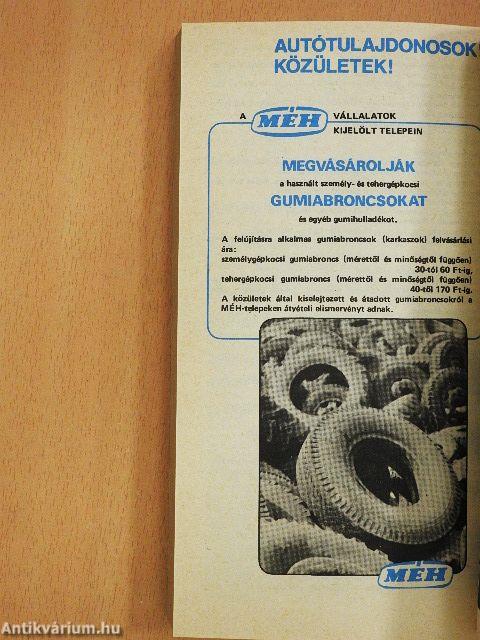 AUTÓTULAJDONOSOK!
KÖZÜLETEK!
A MÉH VÁLLALATOK
KIJELÖLT TELEPEIN
MEGVÁSÁROLJÁK
a használt személy- és tehergépkocsi
GUMIABRONCSOKAT
és egyéb gumihulladékot.
A felújításra alkalmas gumiabroncsok (karkaszok) felvásárlási
ára:
személygépkocsi gumiabroncs (mérettől és minőségtől függően)
30-tól 60 Ft-ig,
tehergépkocsi gumiabroncs (mérettől és minőségtől függően)
40-től 170 Ft-ig.
A közületek által kiselejtezett és átadott gumiabroncsokról a
MÉH-telepeken átvételi elismervényt adnak.
MÉH
Antikvárium.hu